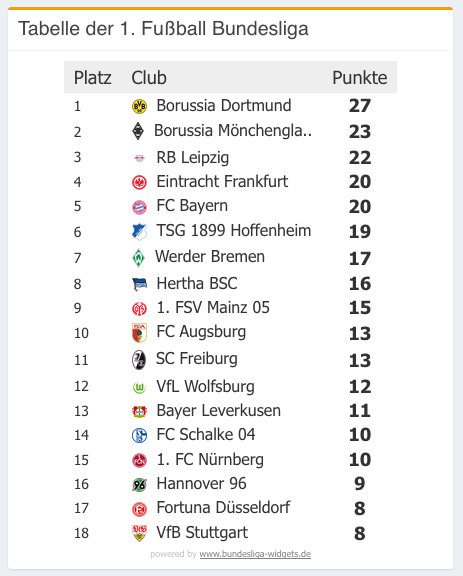 Tabelle der 1. Fußball Bundesliga
Platz Club Punkte
1 Borussia Dortmund 27
2 Borussia Mönchengla.. 23
3 RB Leipzig 22
4 Eintracht Frankfurt 20
5 FC Bayern 20
6 TSG 1899 Hoffenheim 19
7 Werder Bremen 17
8 Hertha BSC 16
9 1. FSV Mainz 05 15
10 FC Augsburg 13
11 SC Freiburg 13
12 VfL Wolfsburg 12
13 Bayer Leverkusen 11
14 FC Schalke 04 10
15 1. FC Nürnberg 10
16 Hannover 96 9
17 Fortuna Düsseldorf 8
18 VfB Stuttgart 8
powered by www.bundesliga-widgets.de